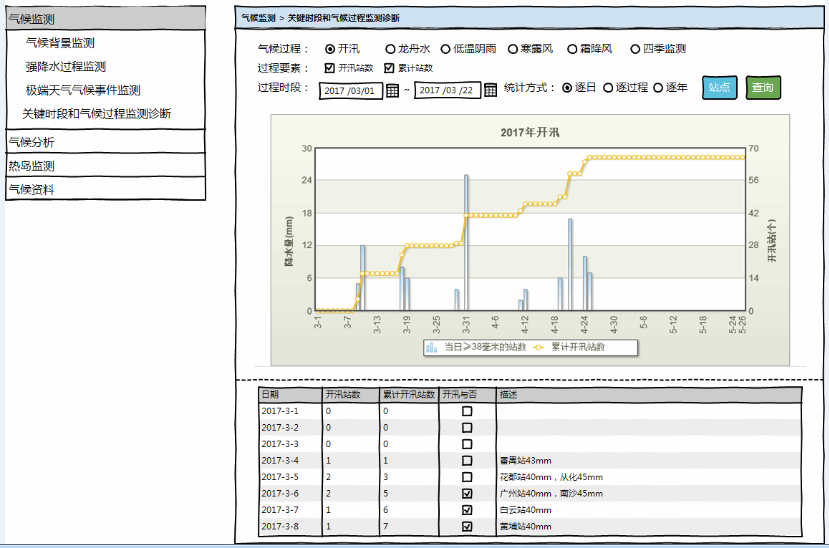 气候监测
气候背景监测
强降水过程监测
极端天气气候事件监测
关键时段和气候过程监测诊断
气候分析
热岛监测
气候资料
气候监测 > 关键时段和气候过程监测诊断
气候过程： 开汛 龙舟水 低温阴雨 寒露风 霜降风 四季监测
过程要素： 开汛站数 累计站数
过程时段： 2017 /03/01 ~ 2017 /03 /22 统计方式： 逐日 逐过程 逐年 站点 查询
2017年开汛
降水量(mm)
30
24
18
12
6
0
70
56
42
28
14
0
开汛站(个)
3-1 3-7 3-13 3-19 3-25 3-31 4-6 4-12 4-18 4-24 4-30 5-6 5-12 5-18 5-24 5-26
当日≥38毫米的站数 累计开汛站数
日期 开汛站数 累计开汛站数 开汛与否 描述
2017-3-1 0 0
2017-3-2 0 0
2017-3-3 0 0
2017-3-4 1 1 番禺站43mm
2017-3-5 2 3 花都站40mm，从化45mm
2017-3-6 2 5 广州站40mm，南沙45mm
2017-3-7 1 6 白云站40mm
2017-3-8 1 7 黄埔站40mm